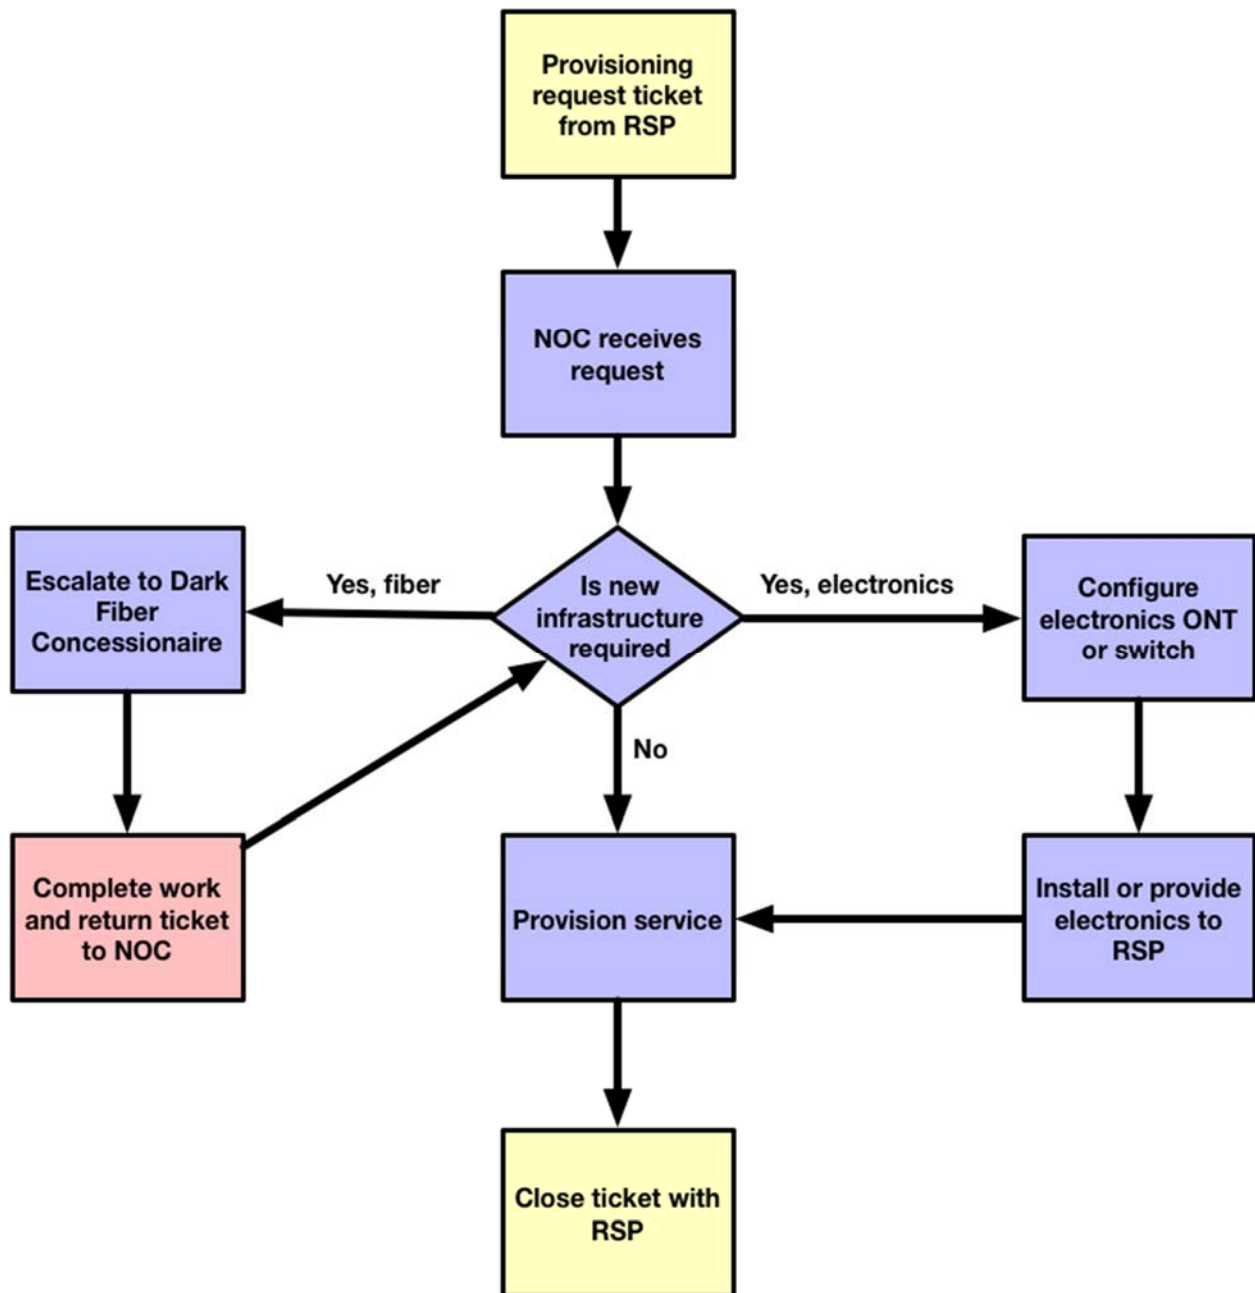 Provisioning
request ticket
from RSP
NOC receives
request
Escalate to Dark
Fiber
Concessionaire
Yes, fiber
Is new
infrastructure
required
Yes, electronics
Configure
electronics ONT
or switch
No
Complete work
and return ticket
to NOC
Provision service
Install or provide
electronics to
RSP
Close ticket with
RSP